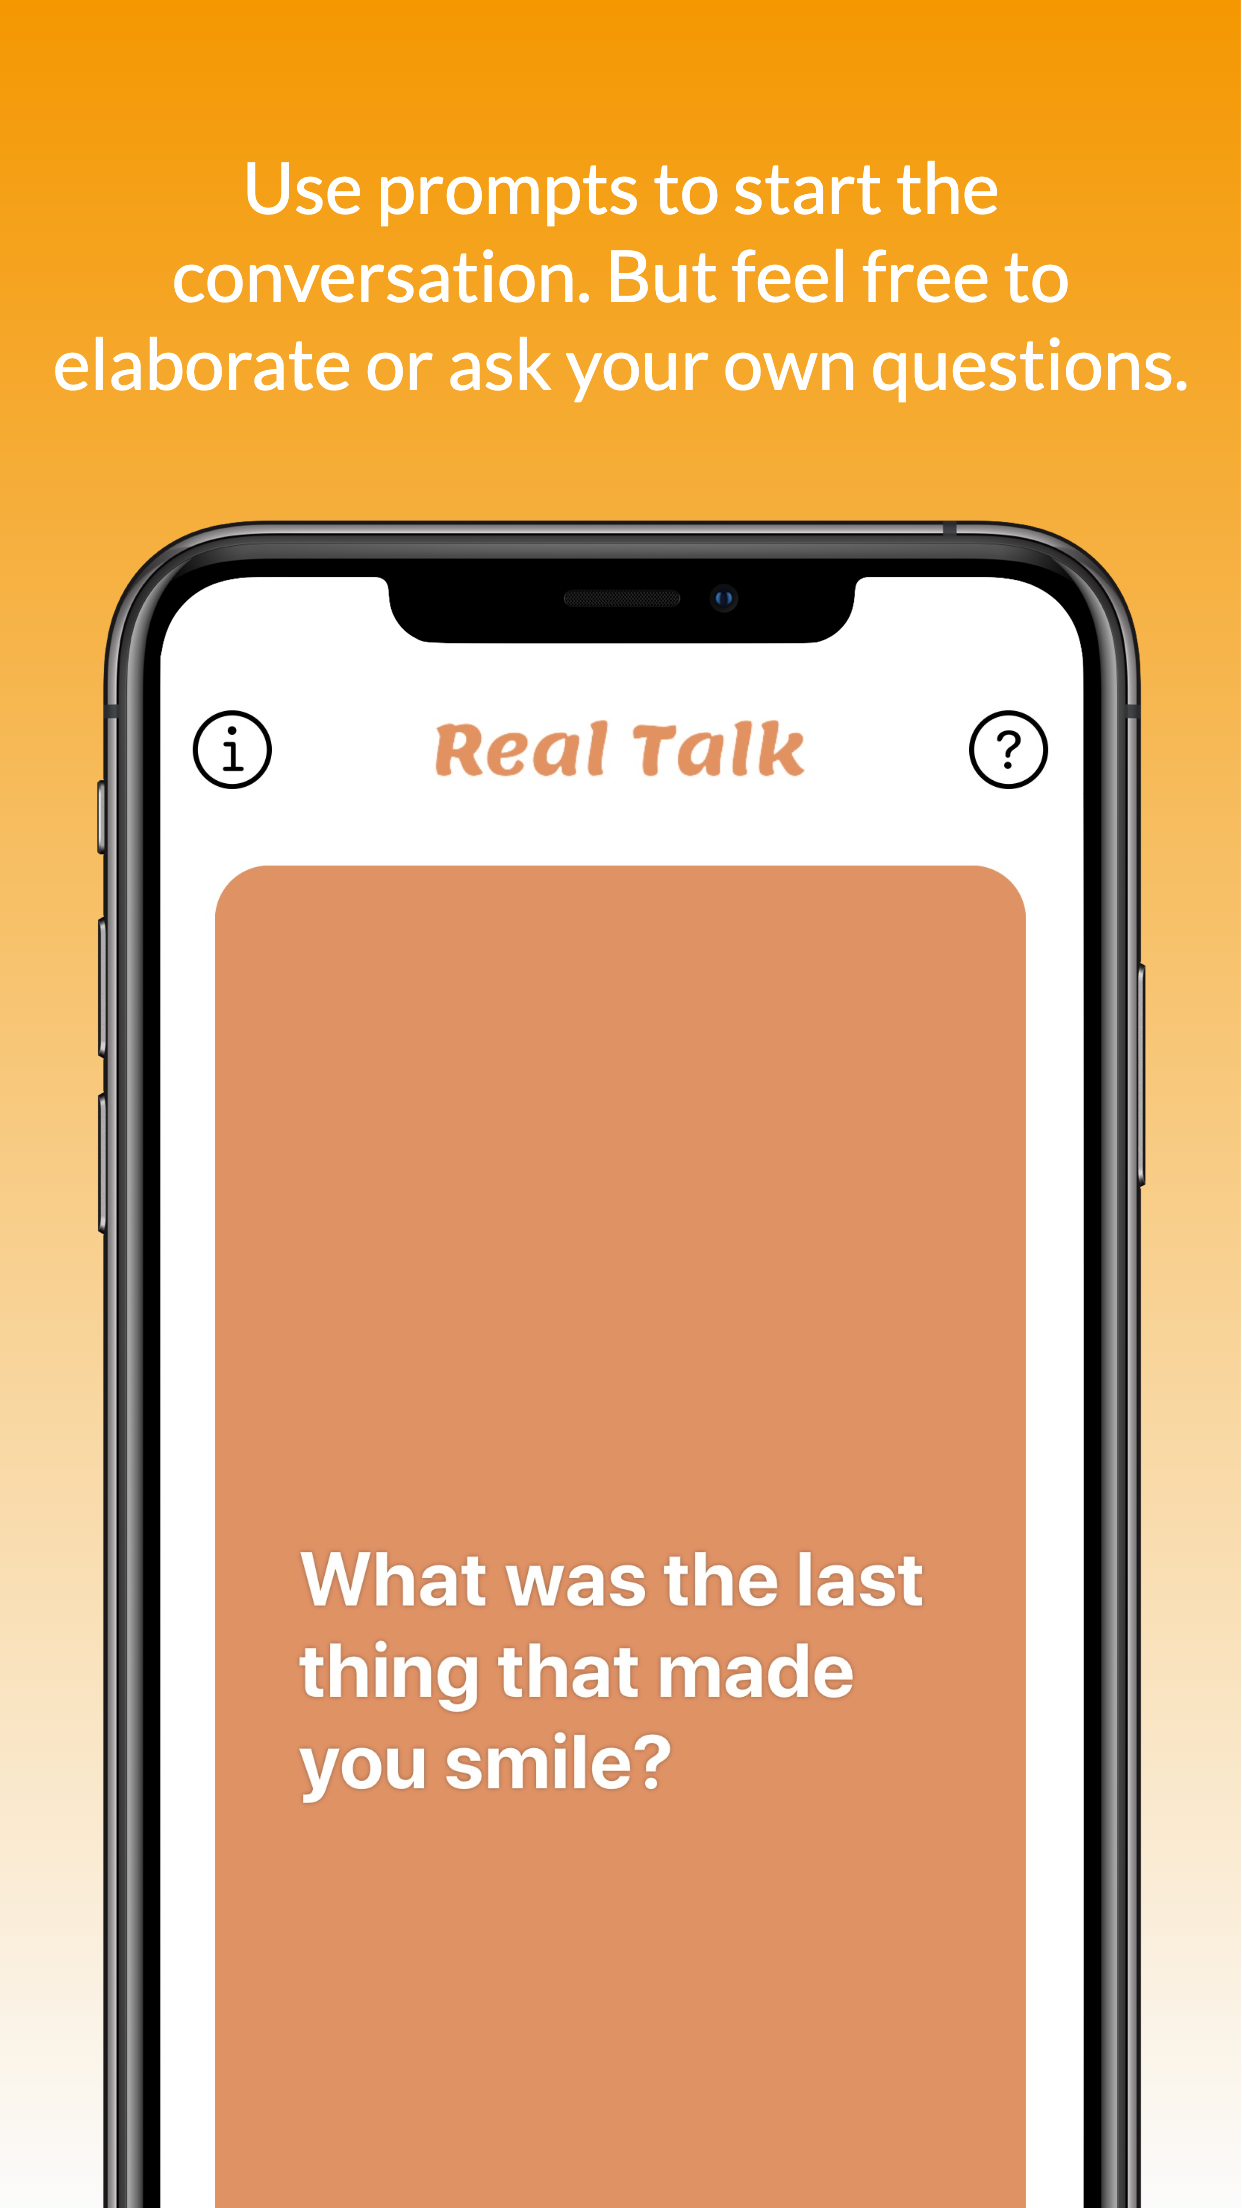 Use prompts to start the
conversation. But feel free to
elaborate or ask your own questions.
i
Real Talk
?
What was the last
thing that made
you smile?